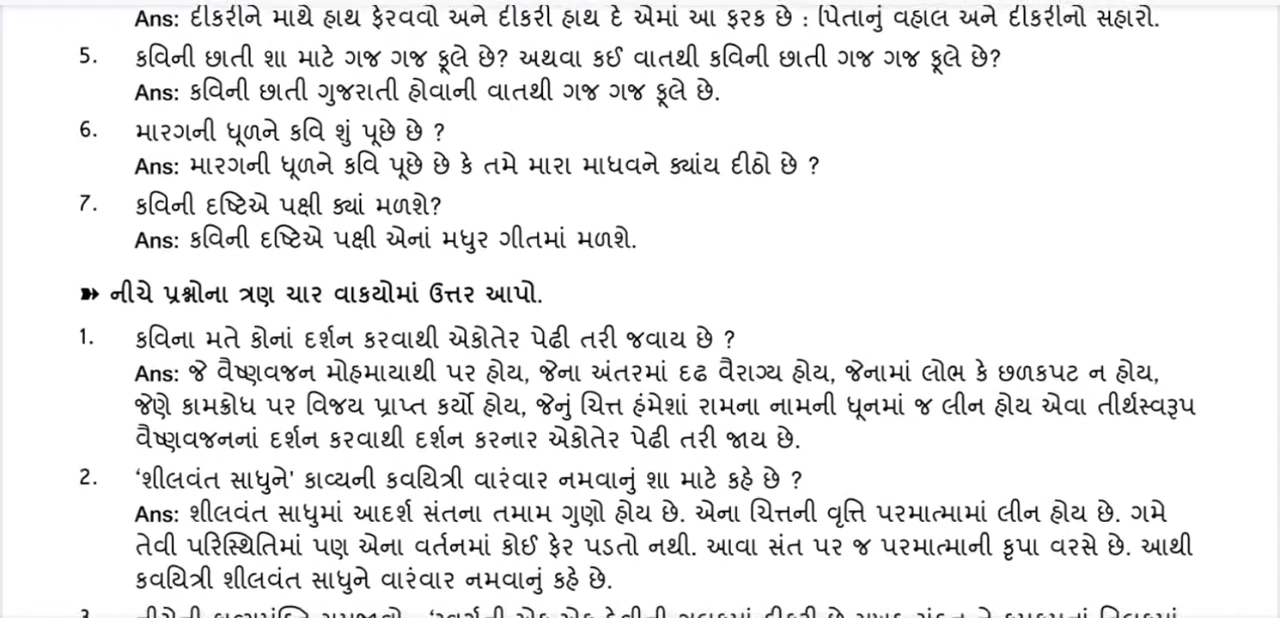 Ans: દીકરીને માથે હાથ ફેરવવો અને દીકરી હાથ દે એમાં આ ફરક છે : પિતાનું વહાલ અને દીકરીનો સહારો.
5. કવિની છાતી શા માટે ગજ ગજ ફૂલે છે? અથવા કઈ વાતથી કવિની છાતી ગજ ગજ ફૂલે છે?
Ans: કવિની છાતી ગુજરાતી હોવાની વાતથી ગજ ગજ ફૂલે છે.
6. મારગની ધૂળને કવિ શું પૂછે છે ?
Ans: મારગની ધૂળને કવિ પૂછે છે કે તમે મારા માધવને ક્યાંય દીઠો છે ?
7. કવિની દષ્ટિએ પક્ષી ક્યાં મળશે?
Ans: કવિની દષ્ટિએ પક્ષી એનાં મધુર ગીતમાં મળશે.
➽ નીચે પ્રશ્નોના ત્રણ ચાર વાકયોમાં ઉત્તર આપો.
1. કવિના મતે કોનાં દર્શન કરવાથી એકોતેર પેઢી તરી જવાય છે ?
Ans: જે વૈષ્ણવજન મોહમાયાથી પર હોય, જેના અંતરમાં દઢ વૈરાગ્ય હોય, જેનામાં લોભ કે છળકપટ ન હોય,
જેણે કામક્રોધ પર વિજય પ્રાપ્ત કર્યો હોય, જેનું ચિત્ત હંમેશાં રામના નામની ધૂનમાં જ લીન હોય એવા તીર્થસ્વરૂપ
વૈષ્ણવજનનાં દર્શન કરવાથી દર્શન કરનાર એકોતેર પેઢી તરી જાય છે.
2. ‘શીલવંત સાધુને' કાવ્યની કવયિત્રી વારંવાર નમવાનું શા માટે કહે છે ?
Ans: શીલવંત સાધુમાં આદર્શ સંતના તમામ ગુણો હોય છે. એના ચિત્તની વૃત્તિ પરમાત્મામાં લીન હોય છે. ગમે
તેવી પરિસ્થિતિમાં પણ એના વર્તનમાં કોઈ ફેર પડતો નથી. આવા સંત પર જ પરમાત્માની કૃપા વરસે છે. આથી
કવયિત્રી શીલવંત સાધુને વારંવાર નમવાનું કહે છે.